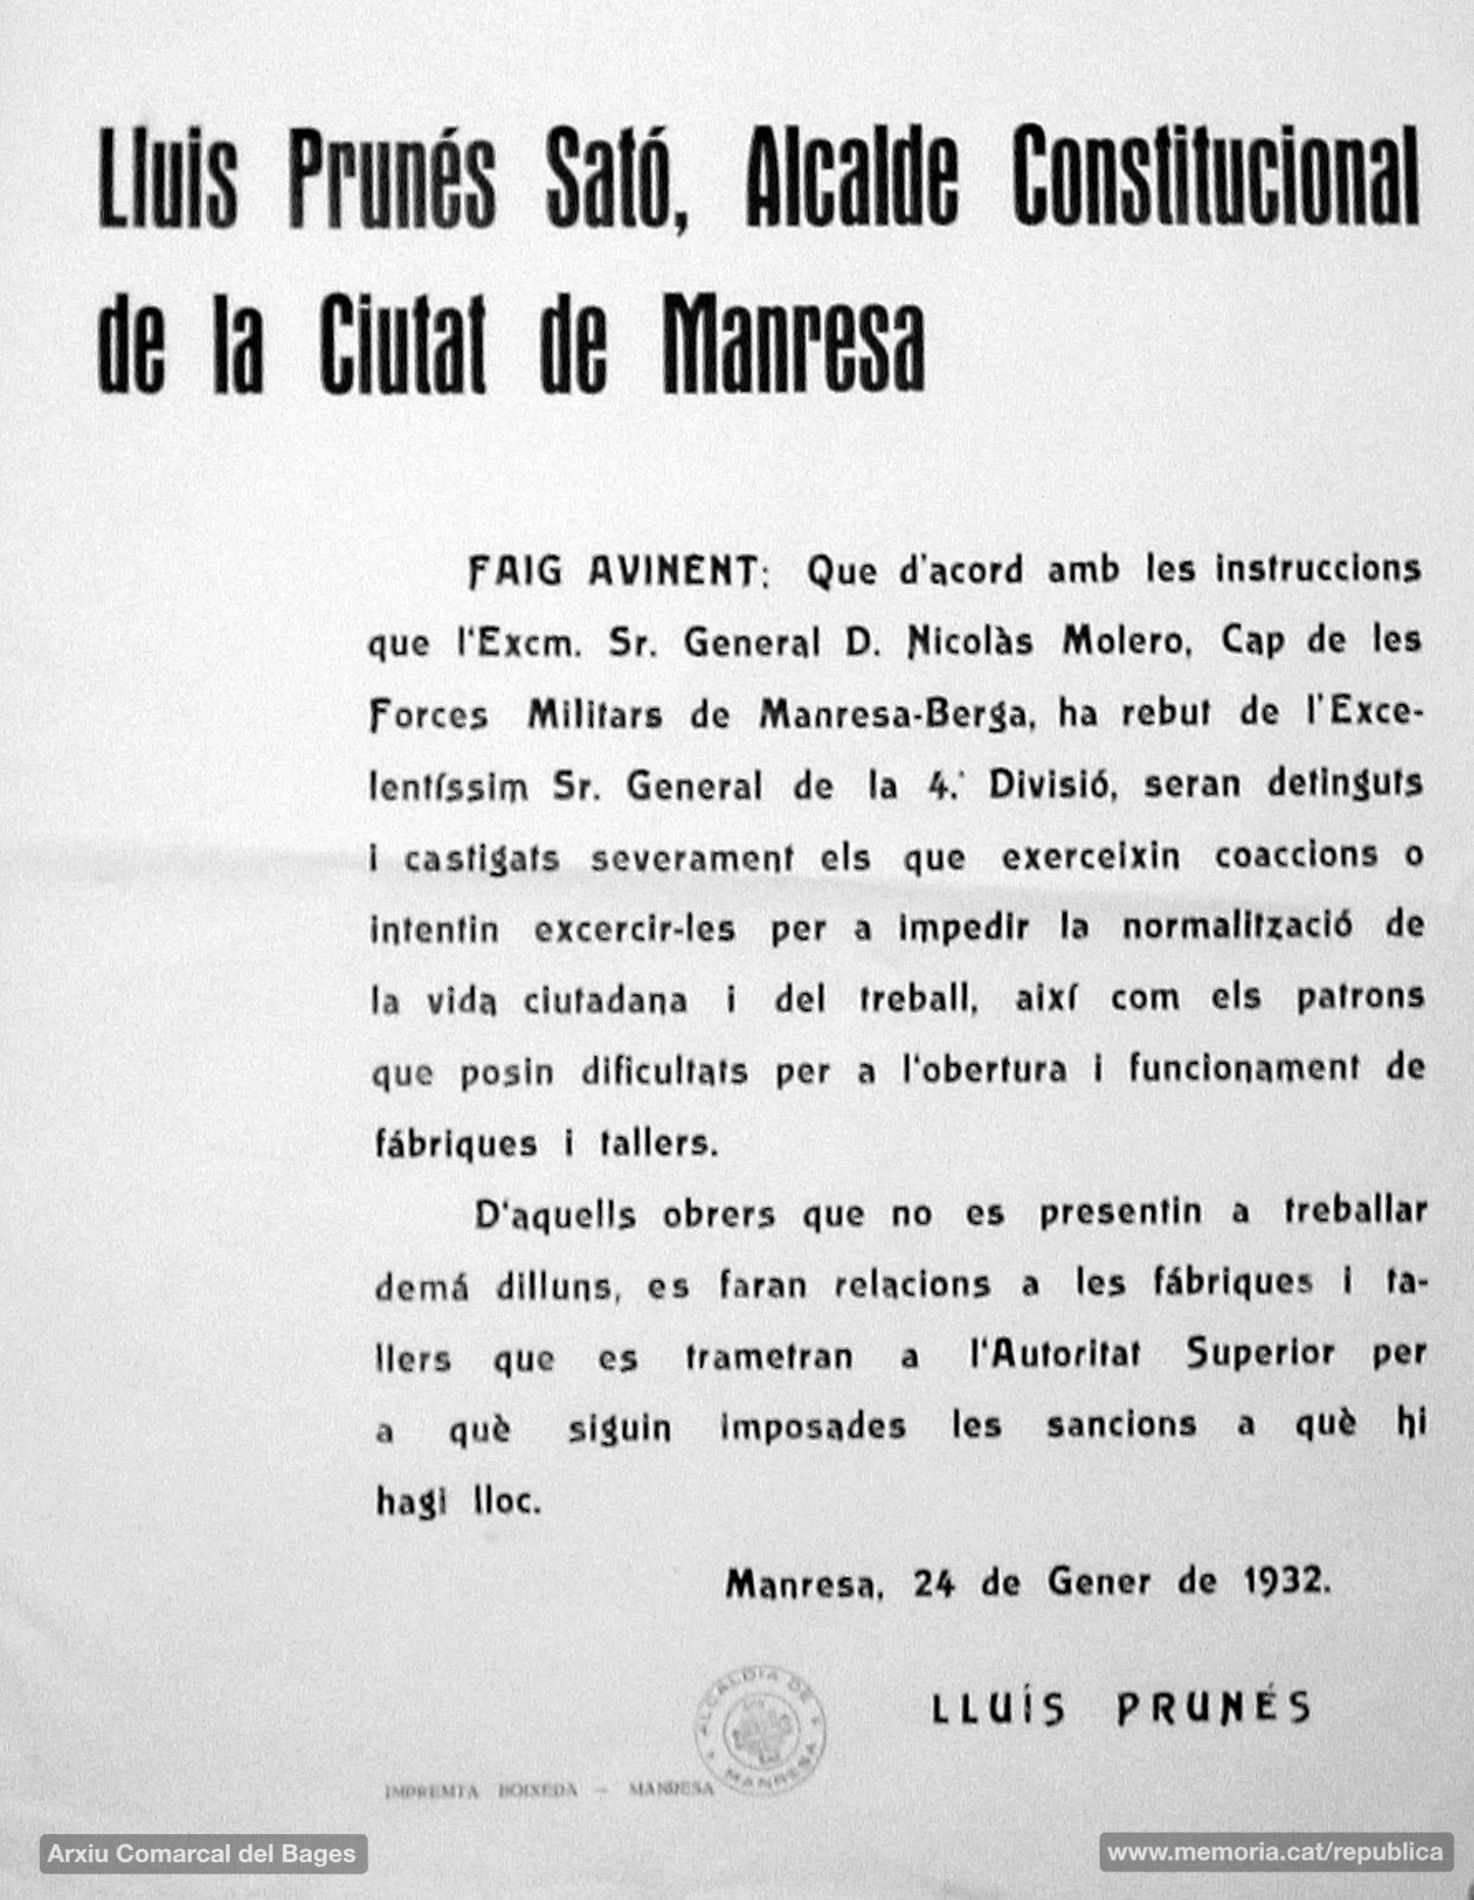 Lluis Prunés Sató, Alcalde Constitucional
de la Ciutat de Manresa
FAIG AVINENT: Que d'acord amb les instruccions
que l'Excm. Sr. General D. Nicolàs Molero, Cap de les
Forces Militars de Manresa-Berga, ha rebut de l'Exce-
lentíssim Sr. General de la 4.ª Divisió, seran detinguts
i castigats severament els que exerceixin coaccions o
intentin excercir-les per a impedir la normalització de
la vida ciutadana i del treball, així com els patrons
que posin dificultats per a l'obertura i funcionament de
fábriques i tallers.
D'aquells obrers que no es presentin a treballar
demá dilluns, es faran relacions a les fábriques i ta-
llers que es trametran a l'Autoritat Superior per
a què siguin imposades les sancions a què hi
hagi lloc.
Manresa, 24 de Gener de 1932.
LLUÍS PRUNÉS
ALCALDIA DE MANRESA
IMPREMTA BOIXEDA — MANRESA
Arxiu Comarcal del Bages
www.memoria.cat/republica